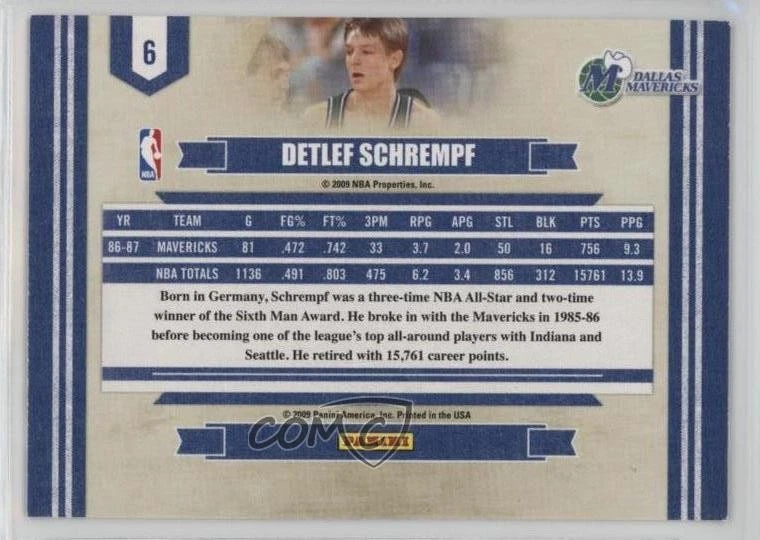 6
M DALLAS
MAVERICKS
NBA
DETLEF SCHREMPF
© 2009 NBA Properties, Inc.
YR TEAM G FG% FT% 3PM RPG APG STL BLK PTS PPG
86-87 MAVERICKS 81 .472 .742 33 3.7 2.0 50 16 756 9.3
NBA TOTALS 1136 .491 .803 475 6.2 3.4 856 312 15761 13.9
Born in Germany, Schrempf was a three-time NBA All-Star and two-time
winner of the Sixth Man Award. He broke in with the Mavericks in 1985-86
before becoming one of the league's top all-around players with Indiana and
Seattle. He retired with 15,761 career points.
© 2009 Panini America, Inc. Printed in the USA
COMC
PANINI